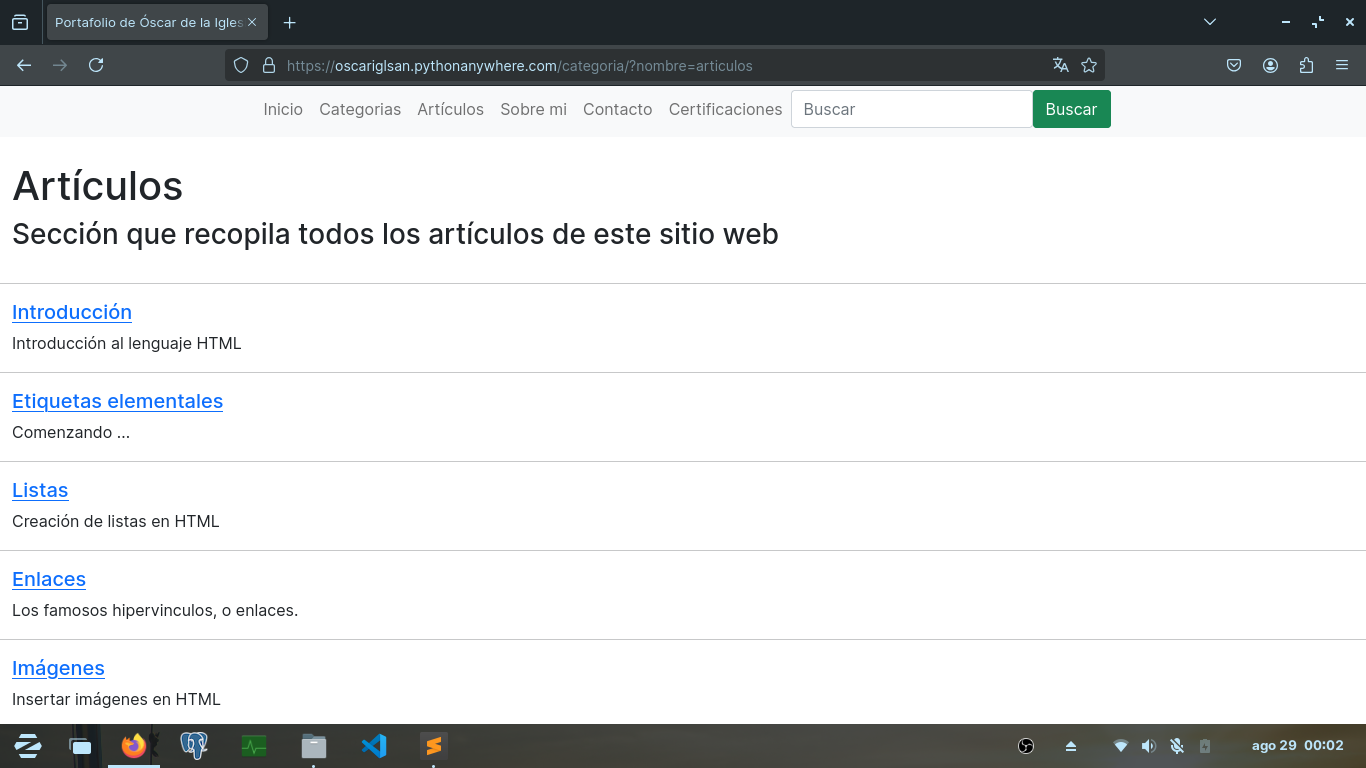 Portafolio de Óscar de la Igles
https://oscariglsan.pythonanywhere.com/categoria/?nombre=articulos
Inicio Categorias Artículos Sobre mi Contacto Certificaciones Buscar Buscar
Artículos
Sección que recopila todos los artículos de este sitio web
Introducción
Introducción al lenguaje HTML
Etiquetas elementales
Comenzando ...
Listas
Creación de listas en HTML
Enlaces
Los famosos hipervinculos, o enlaces.
Imágenes
Insertar imágenes en HTML
ago 29 00:02